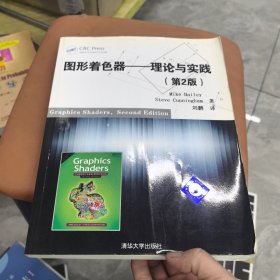 CRC Press
图形着色器——理论与实践
（第2版）
Mike Bailey
Steve Cunningham 著
刘鹏 译
Graphics Shaders, Second Edition
Graphics
Shaders
清华大学出版社